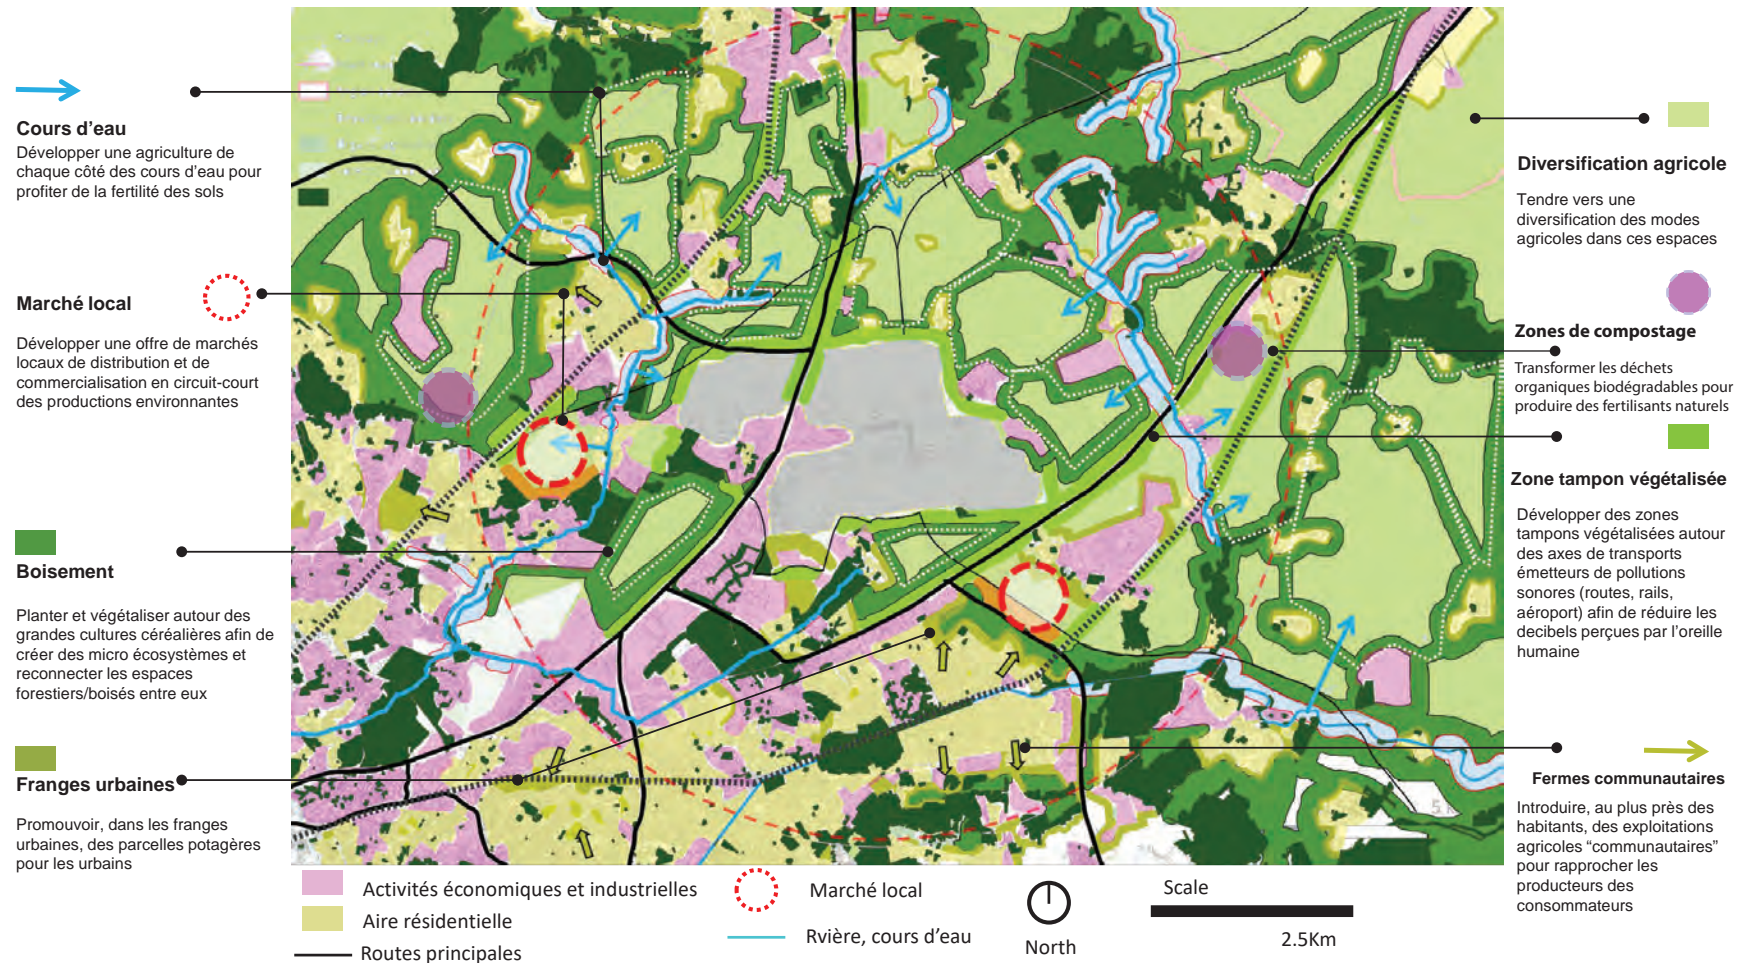 Cours d'eau
Développer une agriculture de
chaque côté des cours d'eau pour
profiter de la fertilité des sols
Marché local
Développer une offre de marchés
locaux de distribution et de
commercialisation en circuit-court
des productions environnantes
Boisement
Planter et végétaliser autour des
grandes cultures céréalières afin de
créer des micro écosystèmes et
reconnecter les espaces
forestiers/boisés entre eux
Franges urbaines
Promouvoir, dans les franges
urbaines, des parcelles potagères
pour les urbains
Diversification agricole
Tendre vers une
diversification des modes
agricoles dans ces espaces
Zones de compostage
Transformer les déchets
organiques biodégradables pour
produire des fertilisants naturels
Zone tampon végétalisée
Développer des zones
tampons végétalisées autour
des axes de transports
émetteurs de pollutions
sonores (routes, rails,
aéroport) afin de réduire les
decibels perçues par l'oreille
humaine
Fermes communautaires
Introduire, au plus près des
habitants, des exploitations
agricoles “communautaires”
pour rapprocher les
producteurs des
consommateurs
Activités économiques et industrielles
Aire résidentielle
Routes principales
Marché local
Rvière, cours d'eau
North
Scale
2.5Km